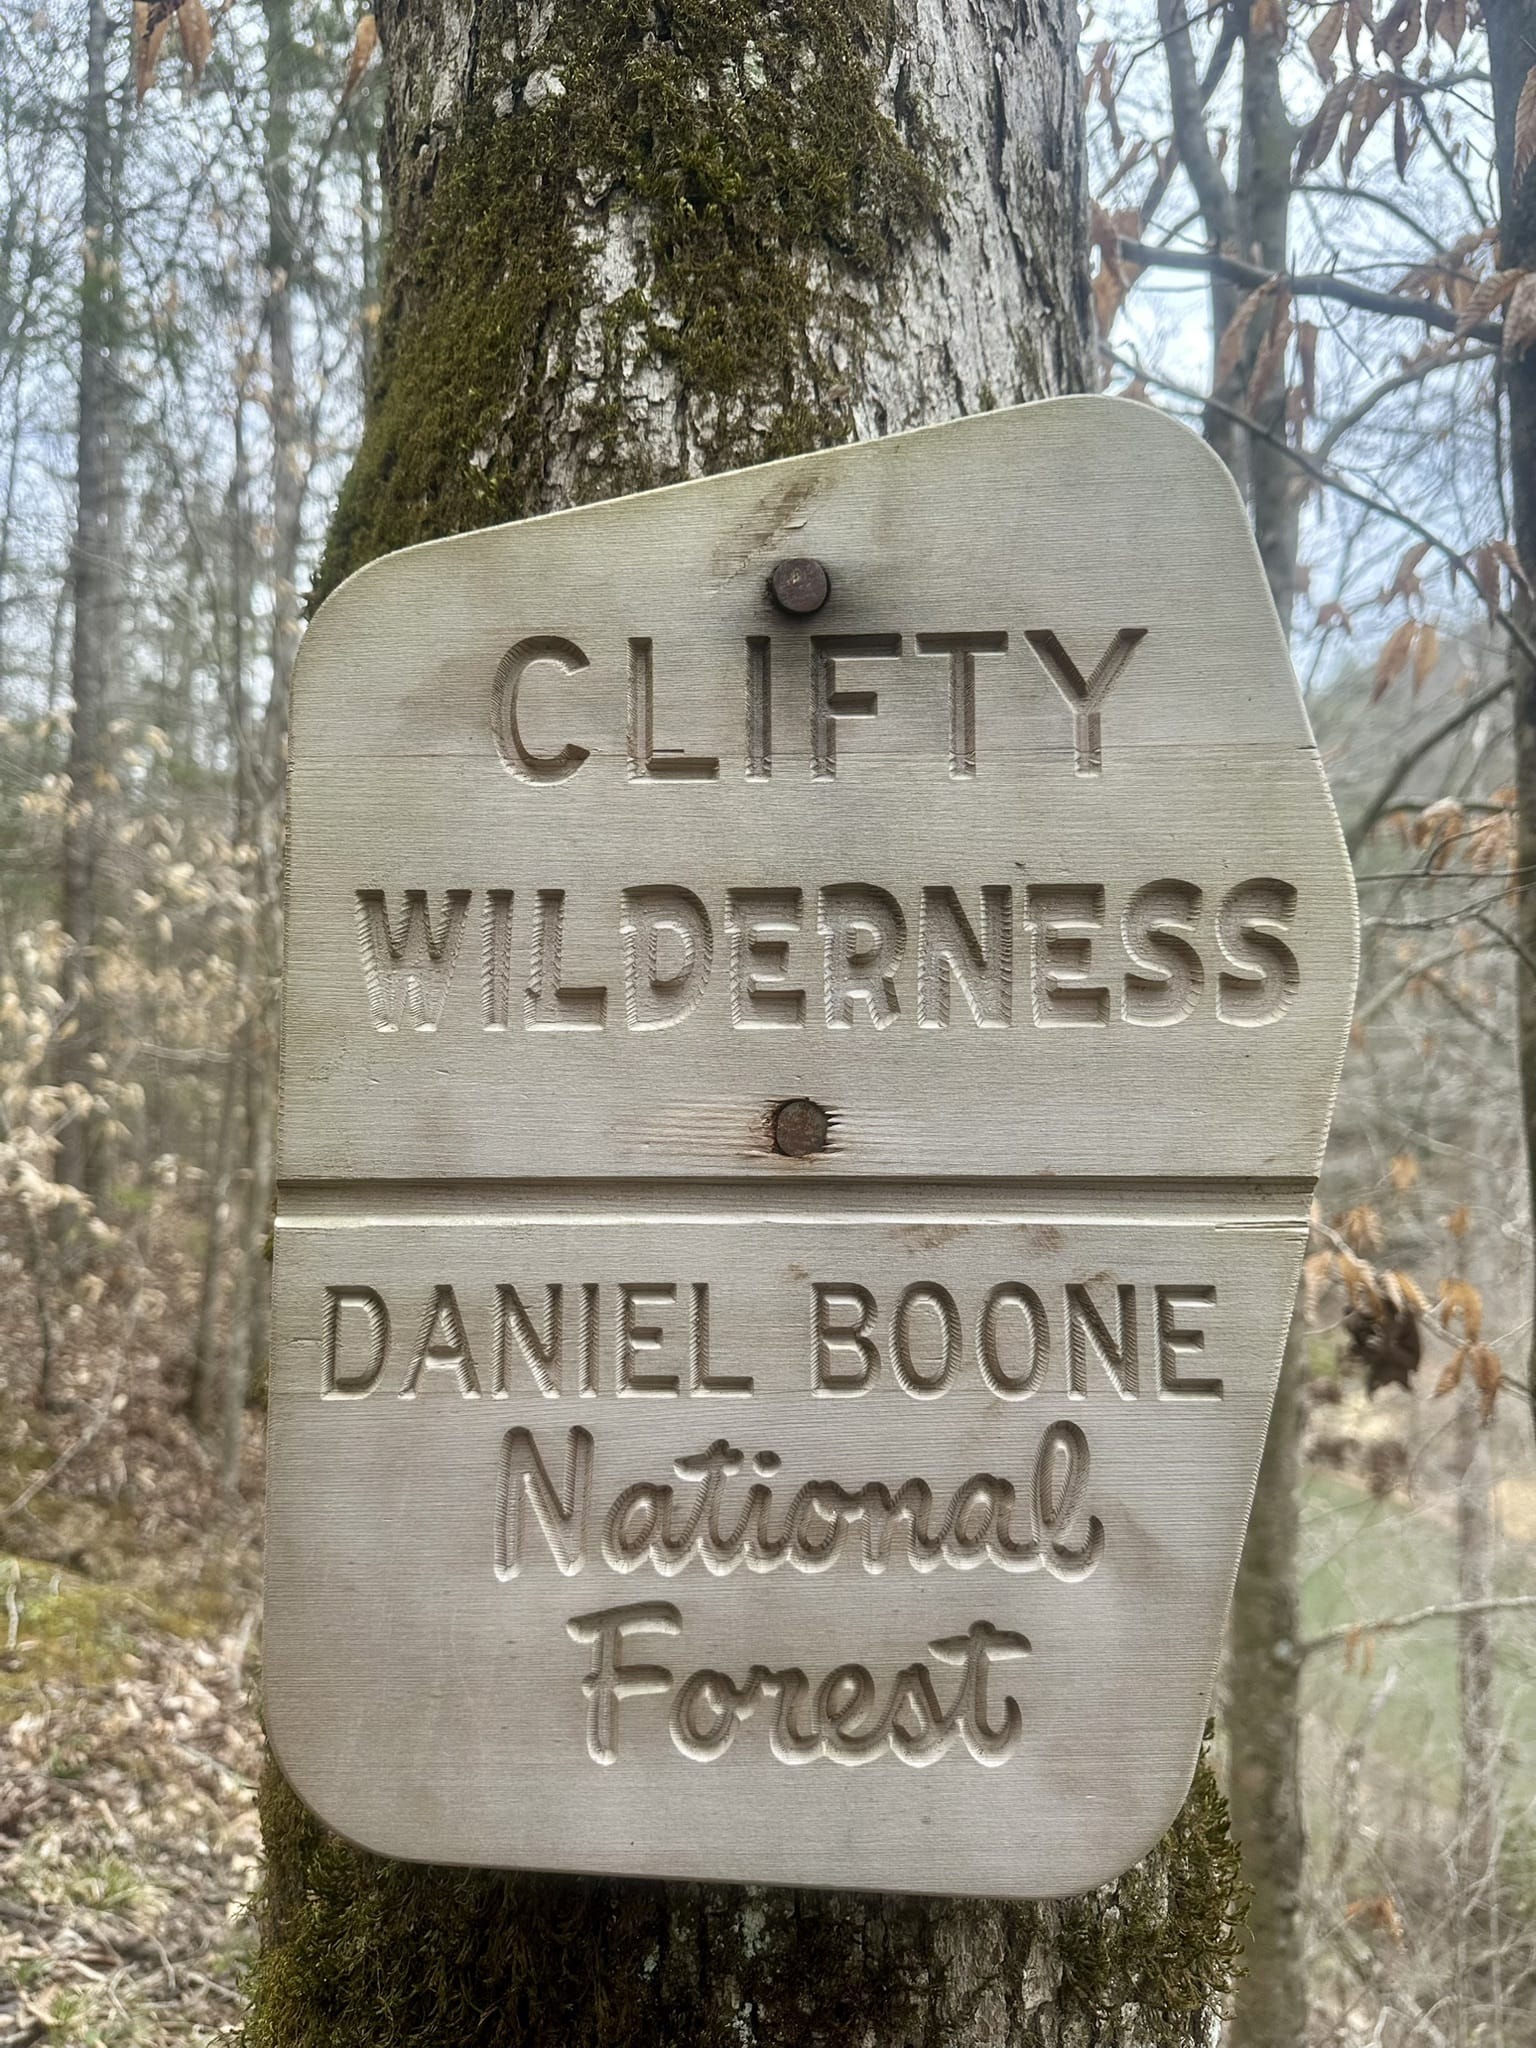 CLIFTY
WILDERNESS
DANIEL BOONE
National
Forest